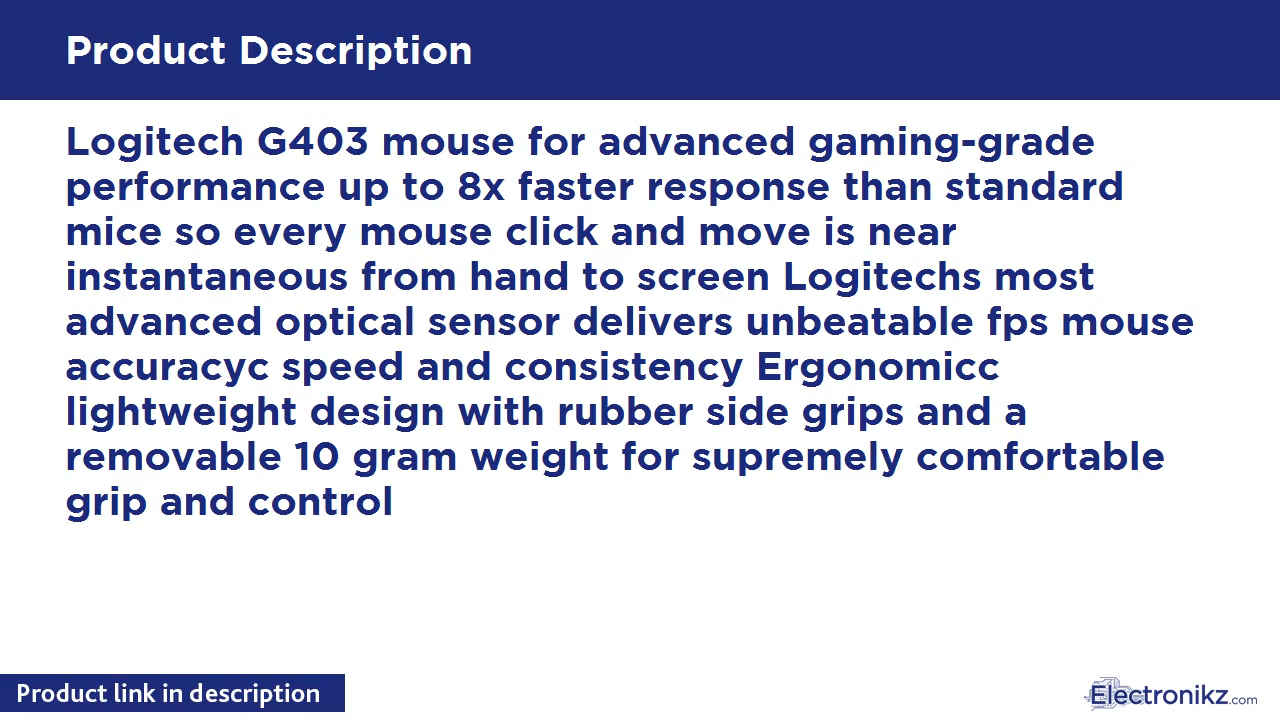 Product Description
Logitech G403 mouse for advanced gaming-grade
performance up to 8x faster response than standard
mice so every mouse click and move is near
instantaneous from hand to screen Logitechs most
advanced optical sensor delivers unbeatable fps mouse
accuracyc speed and consistency Ergonomicc
lightweight design with rubber side grips and a
removable 10 gram weight for supremely comfortable
grip and control
Product link in description
Electronikz.com